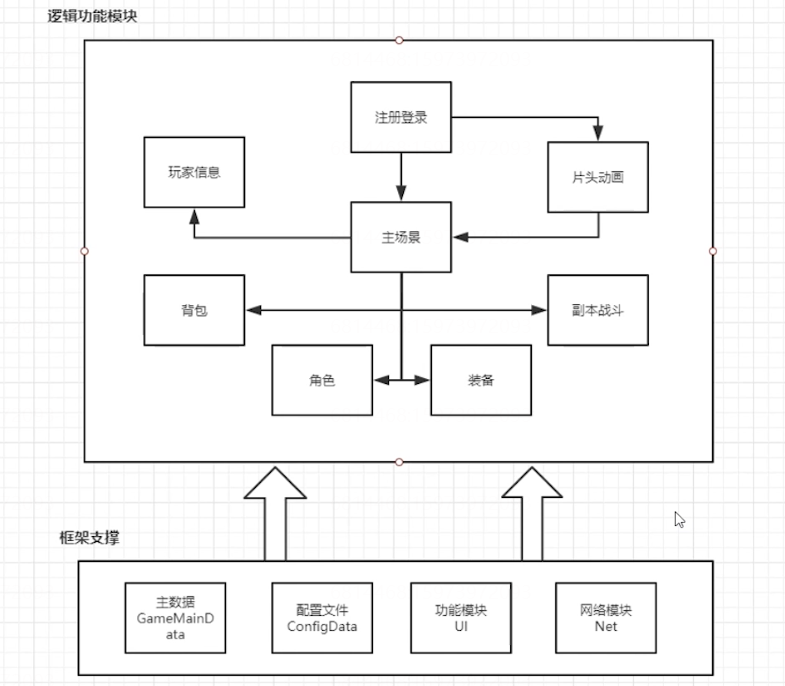 逻辑功能模块
注册登录
玩家信息
片头动画
主场景
背包
副本战斗
角色
装备
框架支撑
主数据
GameMainD
ata
配置文件
ConfigData
功能模块
UI
网络模块
Net